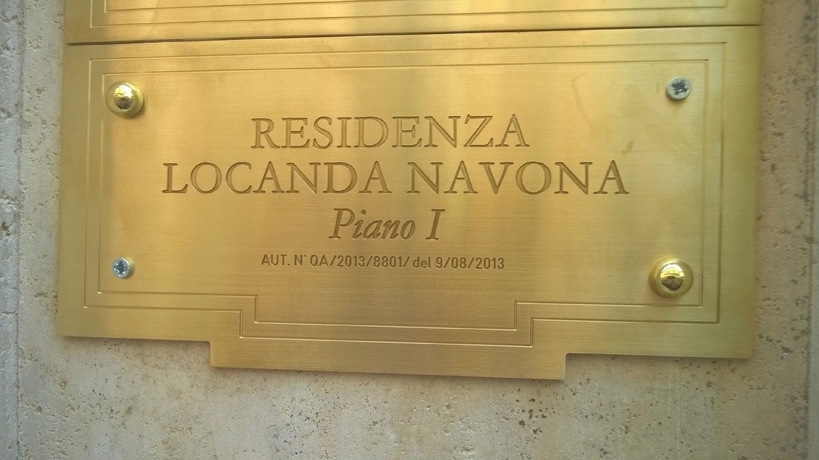 RESIDENZA
LOCANDA NAVONA
Piano I
AUT. N° QA/2013/8801/ del 9/08/2013